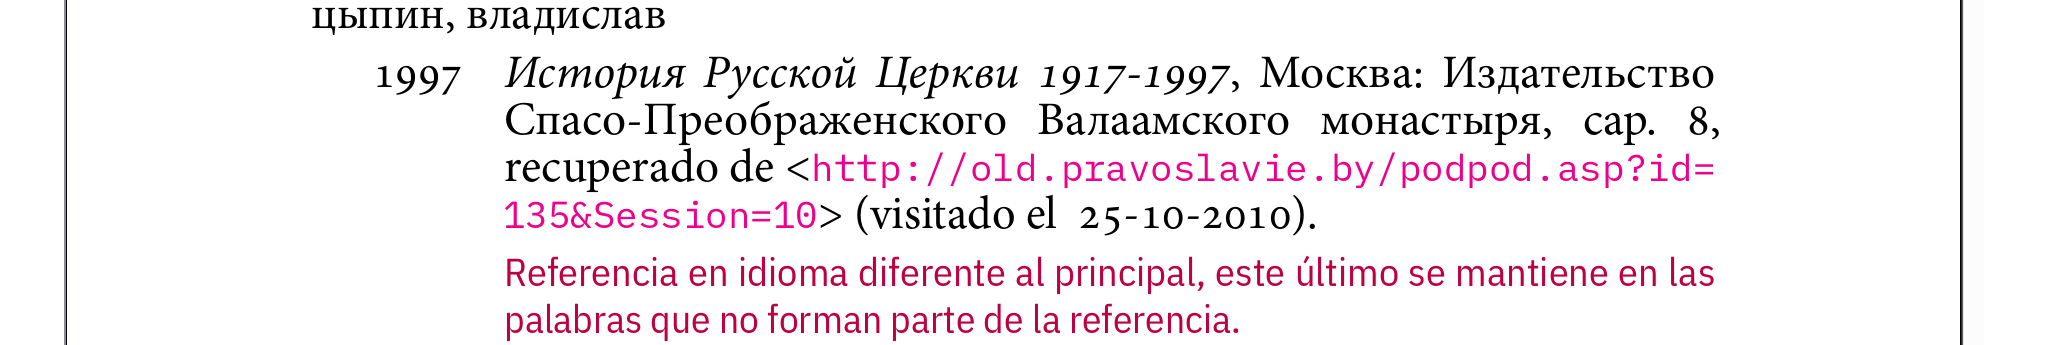 цыпин, владислав
1997 История Русской Церкви 1917-1997, Москва: Издательство
Спасо-Преображенского Валаамского монастыря, cap. 8,
recuperado de <http://old.pravoslavie.by/podpod.asp?id=
135&Session=10> (visitado el 25-10-2010).
Referencia en idioma diferente al principal, este último se mantiene en las
palabras que no forman parte de la referencia.